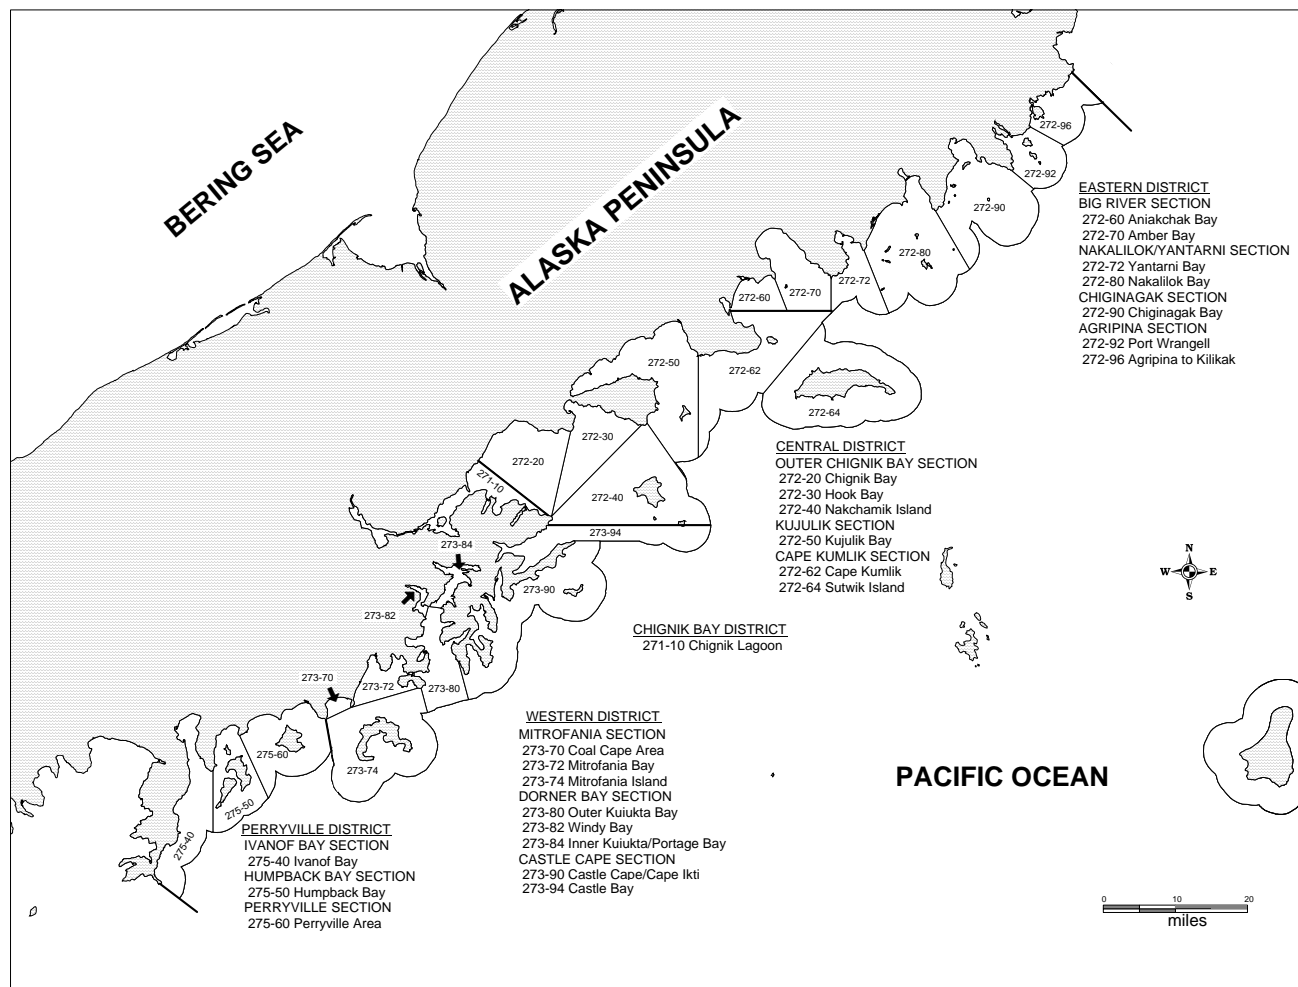 BERING SEA
ALASKA PENINSULA
272-96
272-92
272-90
272-80
272-72
272-70
272-60
272-62
272-64
272-50
272-30
272-20
271-10
272-40
273-94
273-84
273-90
273-82
273-80
273-72
273-70
273-74
275-60
275-50
275-40
EASTERN DISTRICT
BIG RIVER SECTION
272-60 Aniakchak Bay
272-70 Amber Bay
NAKALILOK/YANTARNI SECTION
272-72 Yantarni Bay
272-80 Nakalilok Bay
CHIGINAGAK SECTION
272-90 Chiginagak Bay
AGRIPINA SECTION
272-92 Port Wrangell
272-96 Agripina to Kilikak
CENTRAL DISTRICT
OUTER CHIGNIK BAY SECTION
272-20 Chignik Bay
272-30 Hook Bay
272-40 Nakchamik Island
KUJULIK SECTION
272-50 Kujulik Bay
CAPE KUMLIK SECTION
272-62 Cape Kumlik
272-64 Sutwik Island
CHIGNIK BAY DISTRICT
271-10 Chignik Lagoon
WESTERN DISTRICT
MITROFANIA SECTION
273-70 Coal Cape Area
273-72 Mitrofania Bay
273-74 Mitrofania Island
DORNER BAY SECTION
273-80 Outer Kuiukta Bay
273-82 Windy Bay
273-84 Inner Kuiukta/Portage Bay
CASTLE CAPE SECTION
273-90 Castle Cape/Cape Ikti
273-94 Castle Bay
PERRYVILLE DISTRICT
IVANOF BAY SECTION
275-40 Ivanof Bay
HUMPBACK BAY SECTION
275-50 Humpback Bay
PERRYVILLE SECTION
275-60 Perryville Area
N
W E
S
PACIFIC OCEAN
0 10 20
miles